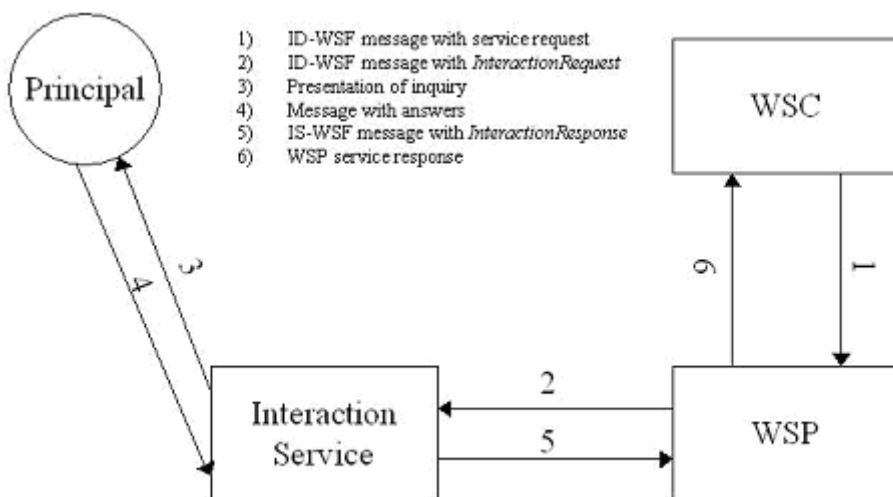 1) ID-WSF message with service request
2) ID-WSF message with InteractionRequest
3) Presentation of inquiry
4) Message with answers
5) IS-WSF message with InteractionResponse
6) WSP service response
Principal
WSC
3
4
6
1
2
5
Interaction
Service
WSP